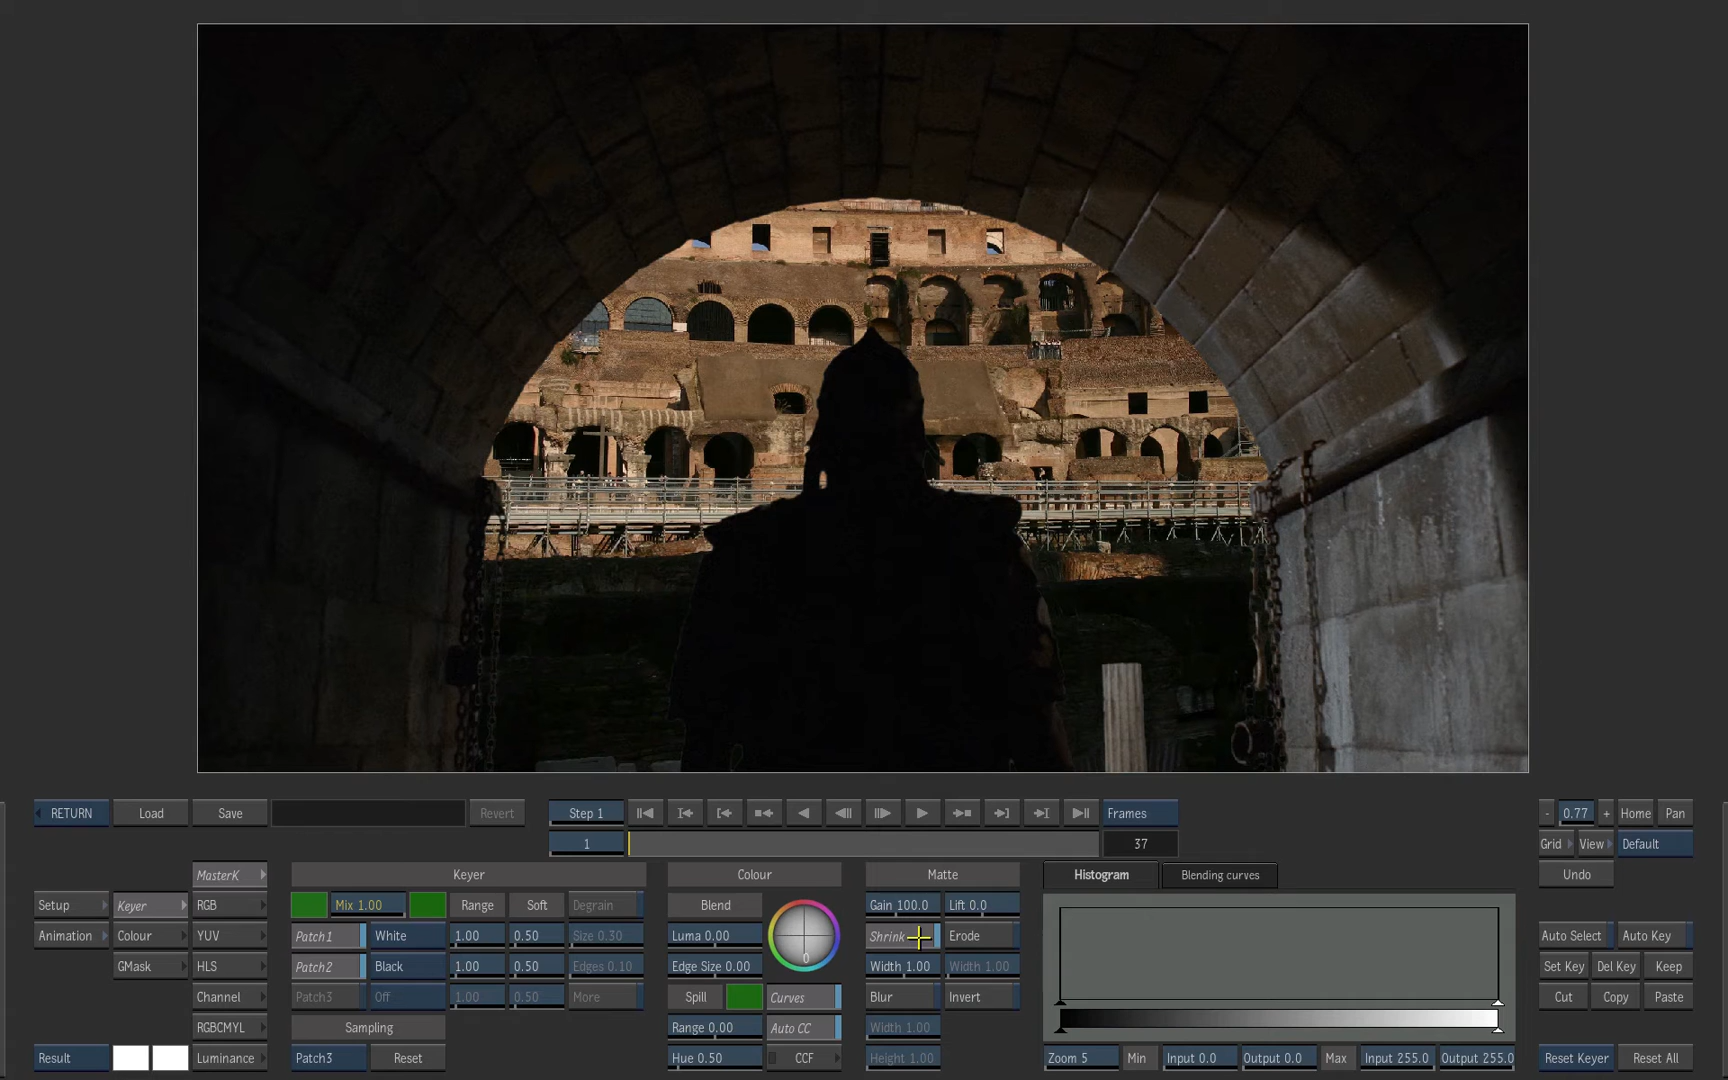 RETURN Load Save Revert Step 1 Frames - 0.77 + Home Pan
1 37 Grid View Default
MasterK Keyer Colour Matte Histogram Blending curves Undo
Setup Keyer RGB Mix 1.00 Range Soft Degrain Blend Gain 100.0 Lift 0.0
Animation Colour YUV Patch1 White 1.00 0.50 Size 0.30 Luma 0.00 Shrink Erode Auto Select Auto Key
GMask HLS Patch2 Black 1.00 0.50 Edges 0.10 Edge Size 0.00 Width 1.00 Width 1.00 Set Key Del Key Keep
Channel Patch3 Off 1.00 0.50 More Spill Curves Blur Invert Cut Copy Paste
RGBCMYL Sampling Range 0.00 Auto CC Width 1.00
Result Luminance Patch3 Reset Hue 0.50 CCF Height 1.00 Zoom 5 Min Input 0.0 Output 0.0 Max Input 255.0 Output 255.0 Reset Keyer Reset All